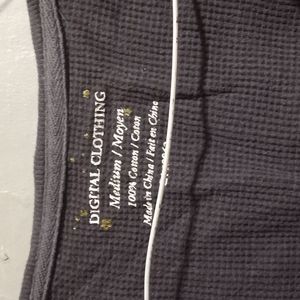 DIGITAL CLOTHING
Medium / Moyen
100% Cotton / Coton
Made in China / Fait en Chine